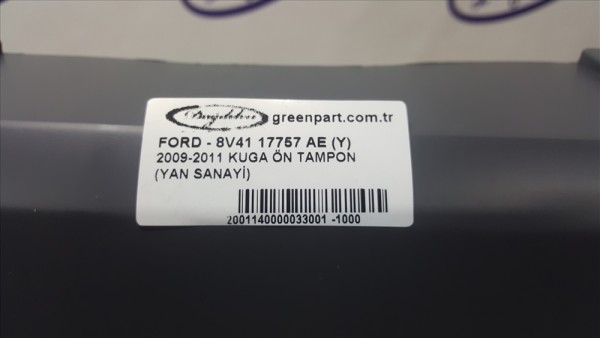 greenpart.com.tr
FORD - 8V41 17757 AE (Y)
2009-2011 KUGA ÖN TAMPON
(YAN SANAYİ)
2001140000033001 -1000